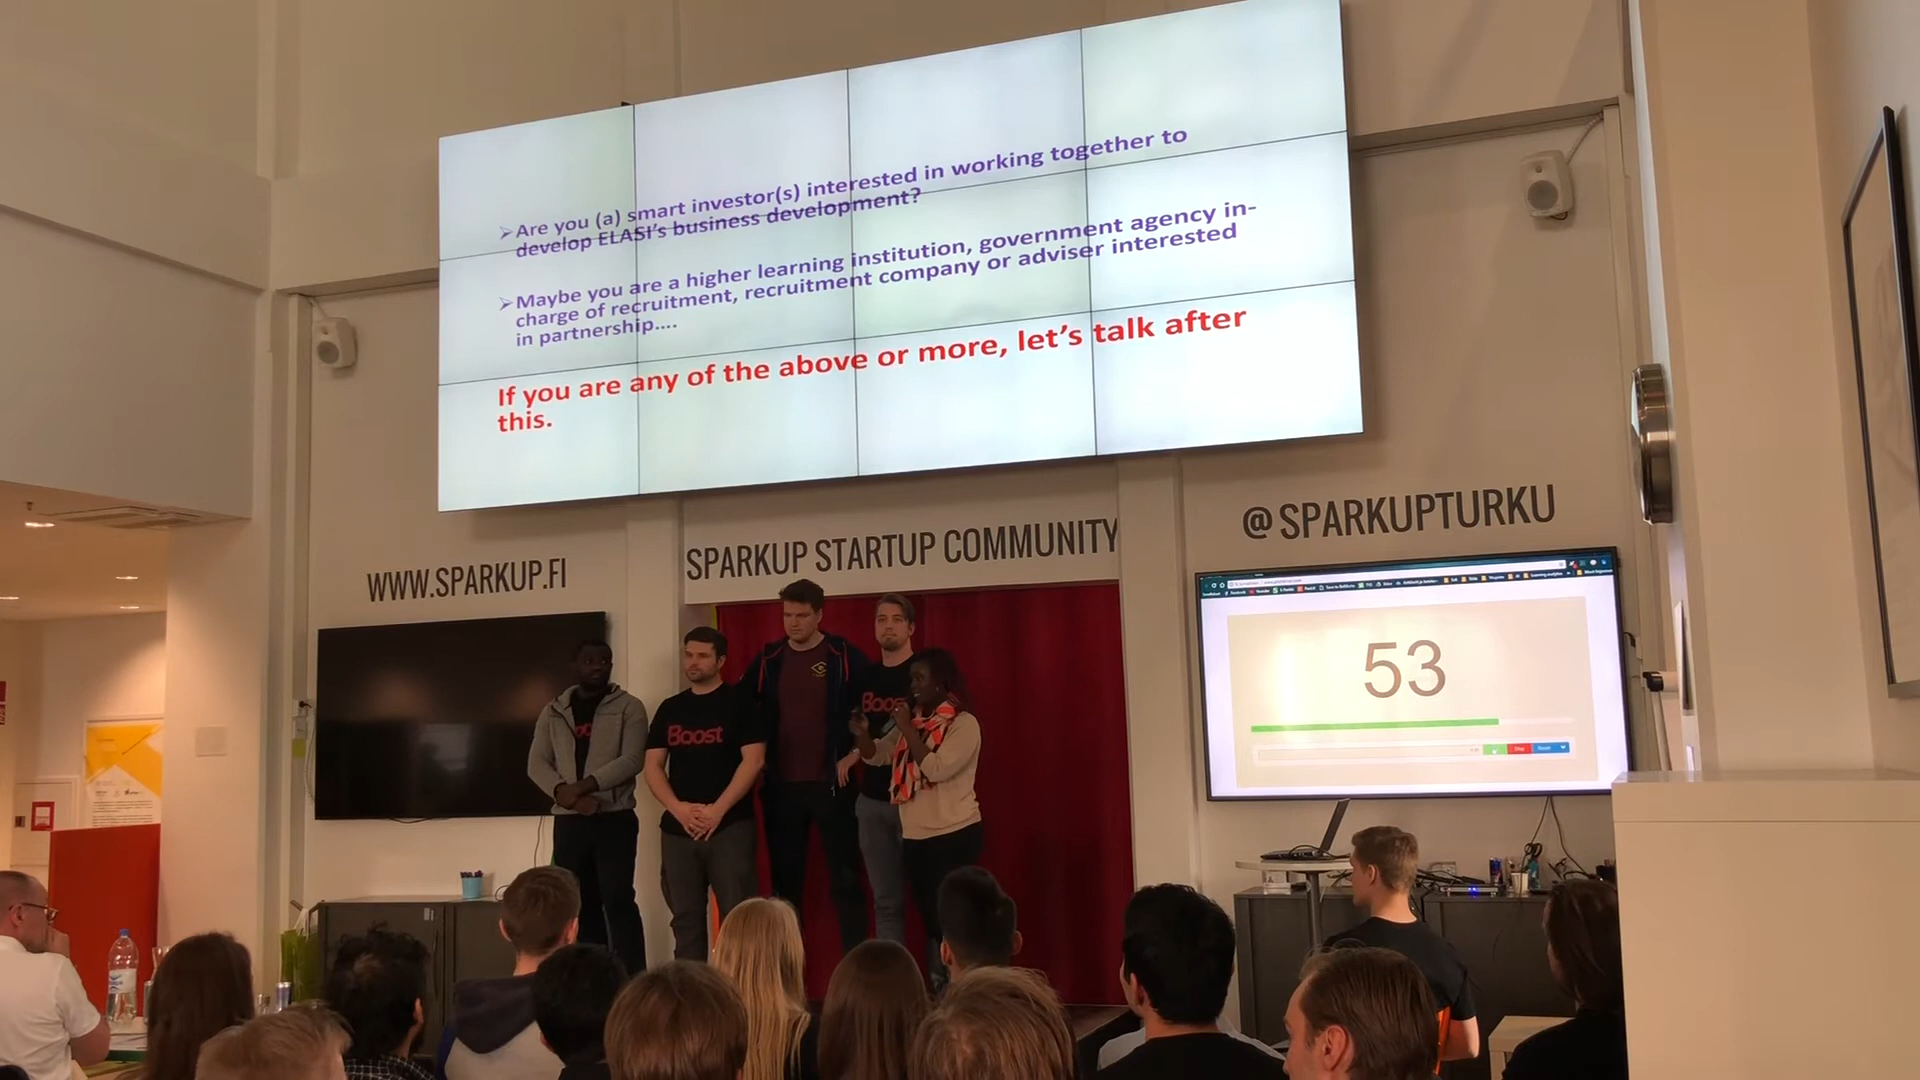 ➢Are you (a) smart investor(s) interested in working together to
develop ELASI's business development?
➢Maybe you are a higher learning institution, government agency in-
charge of recruitment, recruitment company or adviser interested
in partnership....
If you are any of the above or more, let's talk after
this.
WWW.SPARKUP.FI
SPARKUP STARTUP COMMUNITY
@SPARKUPTURKU
53
Boost
Boos